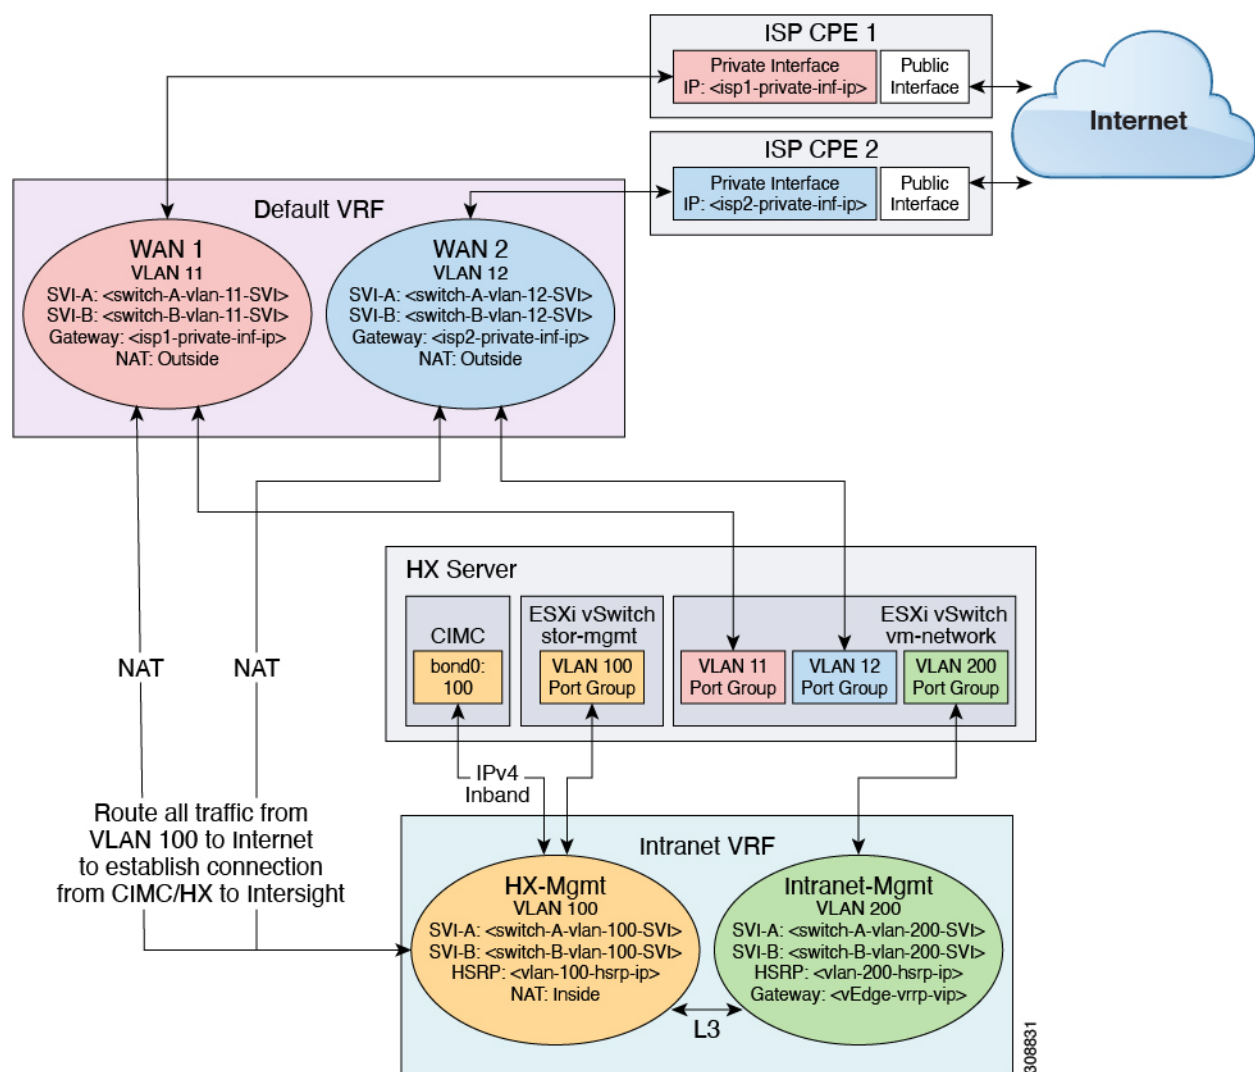 ISP CPE 1
Private Interface
IP: <isp1-private-inf-ip>
Public
Interface
Internet
ISP CPE 2
Private Interface
IP: <isp2-private-inf-ip>
Public
Interface
Default VRF
WAN 1
VLAN 11
SVI-A: <switch-A-vlan-11-SVI>
SVI-B: <switch-B-vlan-11-SVI>
Gateway: <isp1-private-inf-ip>
NAT: Outside
WAN 2
VLAN 12
SVI-A: <switch-A-vlan-12-SVI>
SVI-B: <switch-B-vlan-12-SVI>
Gateway: <isp2-private-inf-ip>
NAT: Outside
HX Server
CIMC
bond0:
100
ESXi vSwitch
stor-mgmt
VLAN 100
Port Group
ESXi vSwitch
vm-network
VLAN 11
Port Group
VLAN 12
Port Group
VLAN 200
Port Group
NAT
NAT
IPv4
Inband
Route all traffic from
VLAN 100 to Internet
to establish connection
from CIMC/HX to Intersight
Intranet VRF
HX-Mgmt
VLAN 100
SVI-A: <switch-A-vlan-100-SVI>
SVI-B: <switch-B-vlan-100-SVI>
HSRP: <vlan-100-hsrp-ip>
NAT: Inside
Intranet-Mgmt
VLAN 200
SVI-A: <switch-A-vlan-200-SVI>
SVI-B: <switch-B-vlan-200-SVI>
HSRP: <vlan-200-hsrp-ip>
Gateway: <vEdge-vrrp-vip>
L3
308831